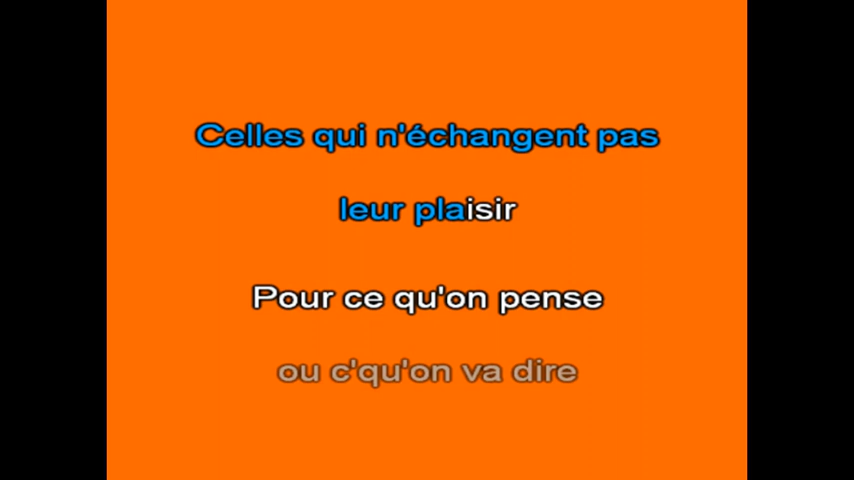 Celles qui n'échangent pas
leur plaisir
Pour ce qu'on pense
ou c'qu'on va dire